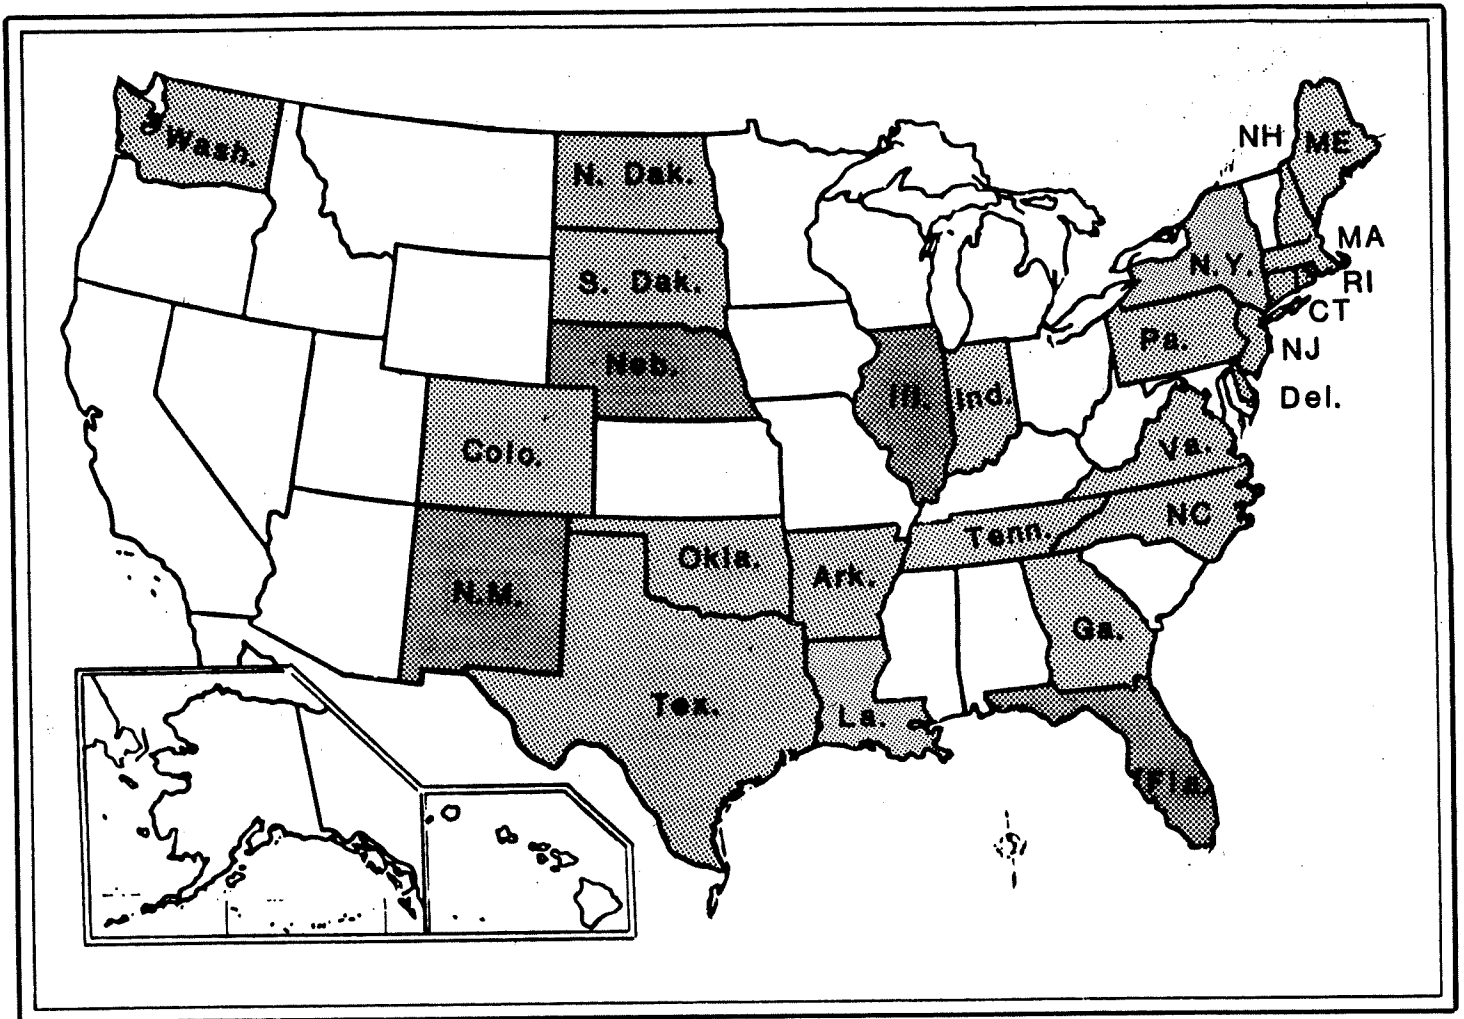 NH
ME
Wash.
N. Dak.
MA
S. Dak.
N.Y.
RI
CT
Pa.
NJ
Neb.
Ill.
Ind.
Del.
Colo.
Va.
NC
Tenn.
Okla.
Ark.
N.M.
Ga.
Tex.
La.
Fla.